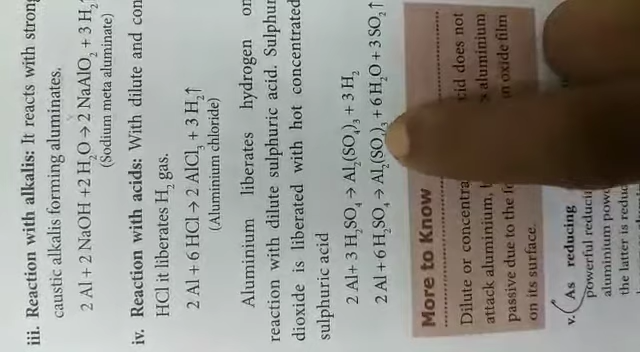 iii. Reaction with alkalis: It reacts with strong
caustic alkalis forming aluminates.
2 Al + 2 NaOH +2 H₂O→2 NaAlO₂ + 3 H₂↑
(Sodium meta aluminate)
iv. Reaction with acids: With dilute and con
HCl it liberates H₂ gas.
2 Al + 6 HCl → 2 AlCl₃ + 3 H₂↑
(Aluminium chloride)
Aluminium liberates hydrogen on
reaction with dilute sulphuric acid. Sulphur
dioxide is liberated with hot concentrated
sulphuric acid
2 Al+ 3 H₂SO₄ → Al₂(SO₄)₃ + 3 H₂
2 Al+ 6 H₂SO₄ → Al₂(SO₄)₃ + 6 H₂O + 3 SO₂↑
More to Know
Dilute or concentra cid does not
attack aluminium, aluminium
passive due to the oxide film
on its surface.
v. As reducing
powerful reduci
aluminium powd
the latter is reduc